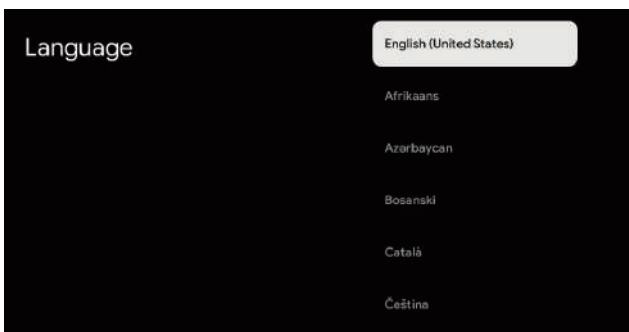 Language
English (United States)
Afrikaans
Azərbaycan
Bosanski
Català
Čeština